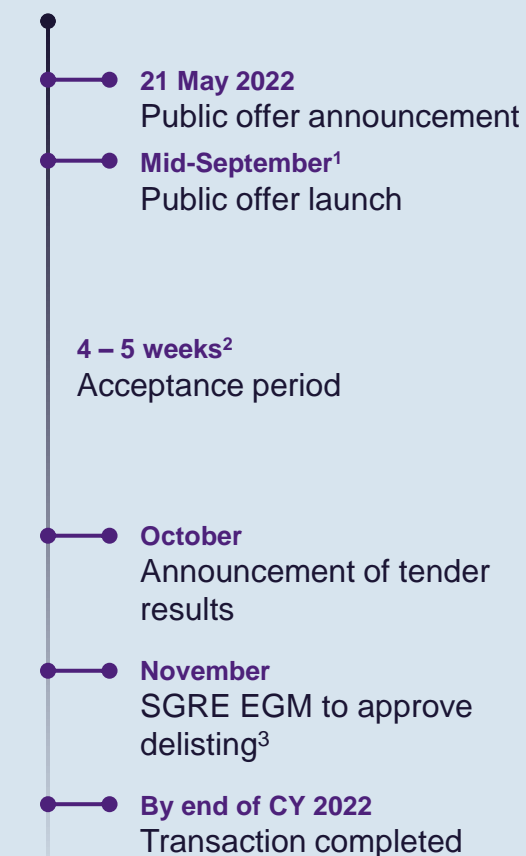 21 May 2022
Public offer announcement
Mid-September¹
Public offer launch
4 – 5 weeks²
Acceptance period
October
Announcement of tender
results
November
SGRE EGM to approve
delisting³
By end of CY 2022
Transaction completed